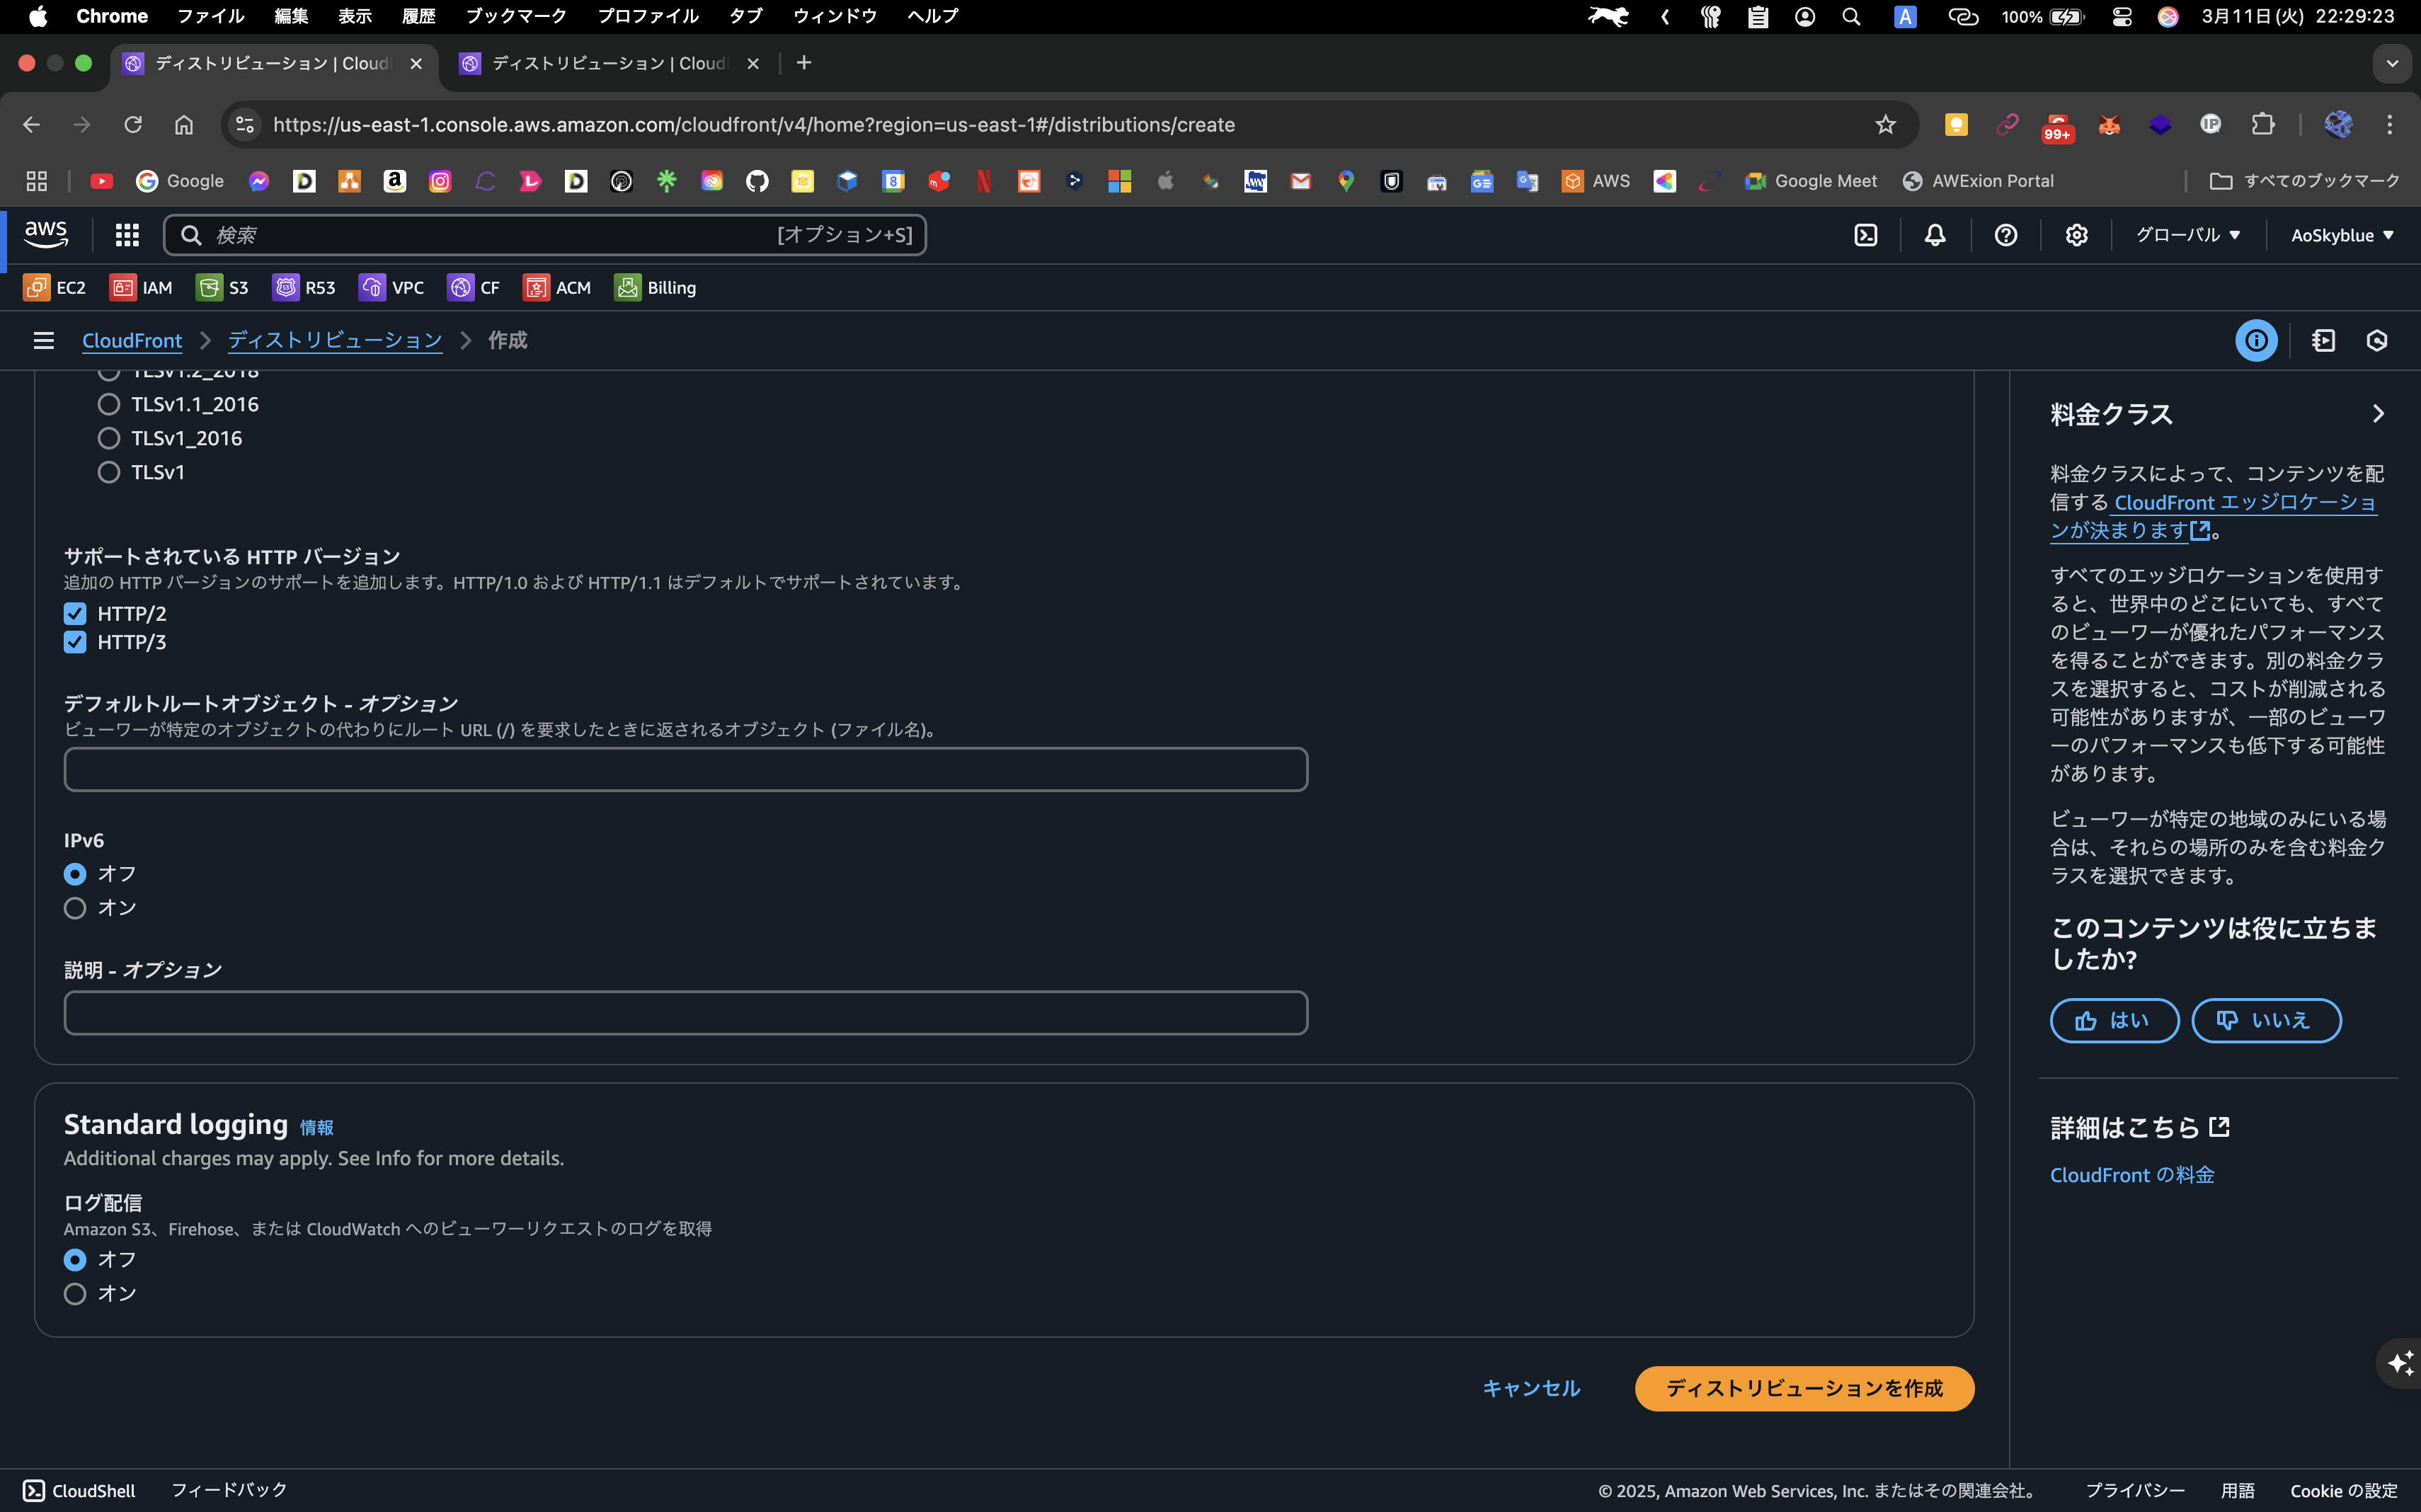 Chrome ファイル 編集 表示 履歴 ブックマーク プロファイル タブ ウィンドウ ヘルプ
A 100% 3月11日(火) 22:29:23
ディストリビューション | Cloud
ディストリビューション | Cloud
https://us-east-1.console.aws.amazon.com/cloudfront/v4/home?region=us-east-1#/distributions/create
99+
Google AWS Google Meet AWExion Portal すべてのブックマーク
aws 検索 [オプション+S] グローバル ▼ AoSkyblue ▼
EC2 IAM S3 R53 VPC CF ACM Billing
CloudFront > ディストリビューション > 作成
TLSv1.2_2018
TLSv1.1_2016
TLSv1_2016
TLSv1
サポートされている HTTP バージョン
追加の HTTP バージョンのサポートを追加します。HTTP/1.0 および HTTP/1.1 はデフォルトでサポートされています。
HTTP/2
HTTP/3
デフォルトルートオブジェクト - オプション
ビューワーが特定のオブジェクトの代わりにルート URL (/) を要求したときに返されるオブジェクト (ファイル名)。
IPv6
オフ
オン
説明 - オプション
Standard logging 情報
Additional charges may apply. See Info for more details.
ログ配信
Amazon S3、Firehose、または CloudWatch へのビューワーリクエストのログを取得
オフ
オン
キャンセル ディストリビューションを作成
料金クラス
料金クラスによって、コンテンツを配
信する CloudFront エッジロケーショ
ンが決まります。
すべてのエッジロケーションを使用す
ると、世界中のどこにいても、すべて
のビューワーが優れたパフォーマンス
を得ることができます。別の料金クラ
スを選択すると、コストが削減される
可能性がありますが、一部のビューワ
ーのパフォーマンスも低下する可能性
があります。
ビューワーが特定の地域のみにいる場
合は、それらの場所のみを含む料金ク
ラスを選択できます。
このコンテンツは役に立ちま
したか?
はい いいえ
詳細はこちら
CloudFront の料金
CloudShell フィードバック © 2025, Amazon Web Services, Inc. またはその関連会社。 プライバシー 用語 Cookie の設定